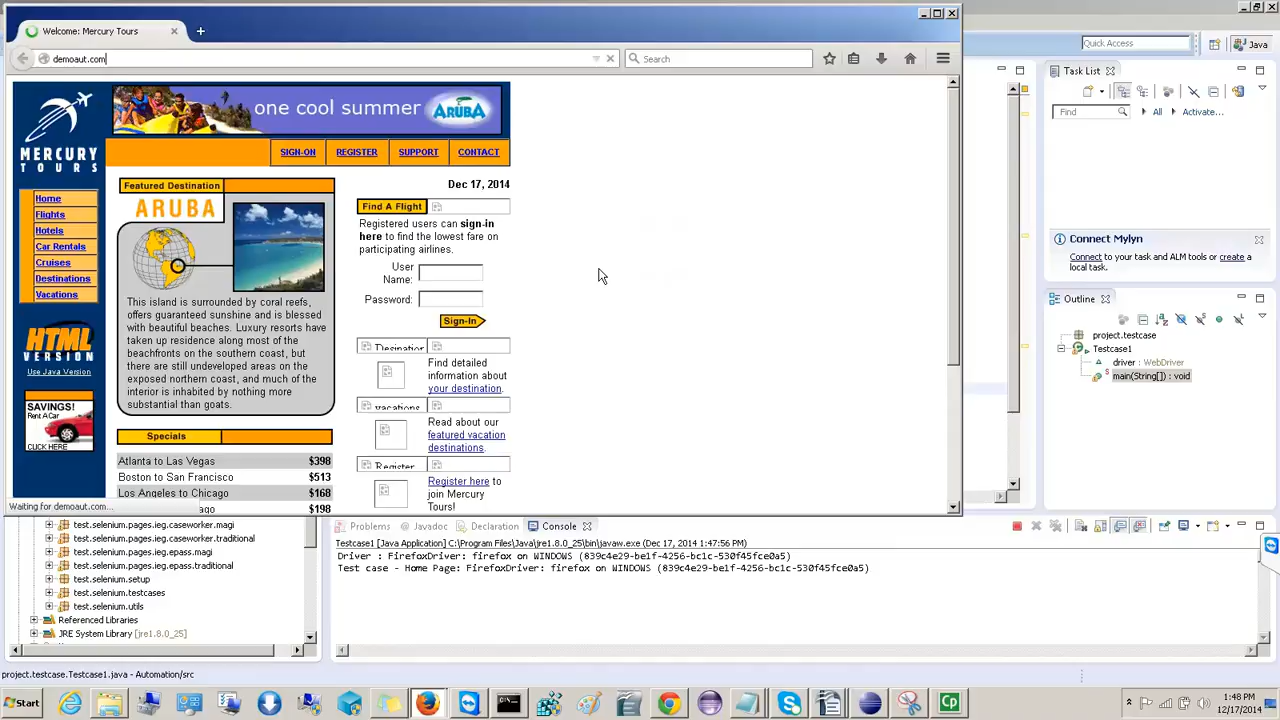 Welcome: Mercury Tours
demoaut.com
Search
Quick Access
Java
one cool summer ARUBA
MERCURY
TOURS
SIGN-ON REGISTER SUPPORT CONTACT
Home
Flights
Hotels
Car Rentals
Cruises
Destinations
Vacations
HTML
VERSION
Use Java Version
SAVINGS!
Rent A Car
CLICK HERE
Featured Destination
ARUBA
This island is surrounded by coral reefs,
offers guaranteed sunshine and is blessed
with beautiful beaches. Luxury resorts have
taken up residence along most of the
beachfronts on the southern coast, but
there are still undeveloped areas on the
exposed northern coast, and much of the
interior is inhabited by nothing more
substantial than goats.
Specials
Atlanta to Las Vegas $398
Boston to San Francisco $513
Los Angeles to Chicago $168
ago $198
Dec 17, 2014
Find A Flight
Registered users can sign-in
here to find the lowest fare on
participating airlines.
User
Name:
Password:
Sign-In
Desination
Find detailed
information about
your destination.
vacations
Read about our
featured vacation
destinations.
Register
Register here to
join Mercury
Tours!
Waiting for demoaut.com...
Task List
Find All Activate...
Connect Mylyn
Connect to your task and ALM tools or create a
local task.
Outline
project.testcase
Testcase1
driver : WebDriver
main(String[]) : void
test.selenium.pages.ieg.caseworker.magi
test.selenium.pages.ieg.caseworker.traditional
test.selenium.pages.ieg.epass.magi
test.selenium.pages.ieg.epass.traditional
test.selenium.setup
test.selenium.testcases
test.selenium.utils
Referenced Libraries
JRE System Library [jre1.8.0_25]
Problems Javadoc Declaration Console
Testcase1 [Java Application] C:\Program Files\Java\jre1.8.0_25\bin\javaw.exe (Dec 17, 2014 1:47:56 PM)
Driver : FirefoxDriver: firefox on WINDOWS (839c4e29-be1f-4256-bc1c-530f45fce0a5)
Test case - Home Page: FirefoxDriver: firefox on WINDOWS (839c4e29-be1f-4256-bc1c-530f45fce0a5)
project.testcase.Testcase1.java - Automation/src
Start
Cp
1:48 PM
12/17/2014